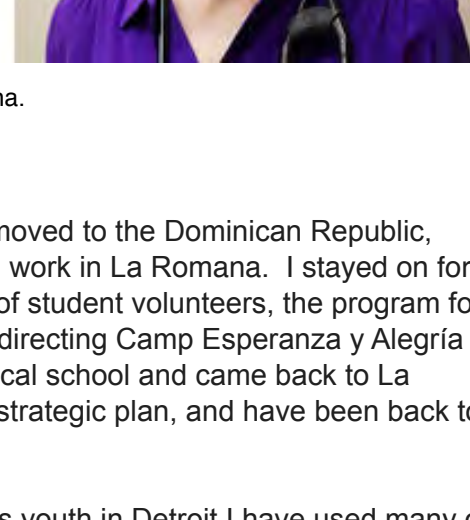 na.
moved to the Dominican Republic,
work in La Romana. I stayed on for
of student volunteers, the program fo
directing Camp Esperanza y Alegría
cal school and came back to La
strategic plan, and have been back to
s youth in Detroit I have used many